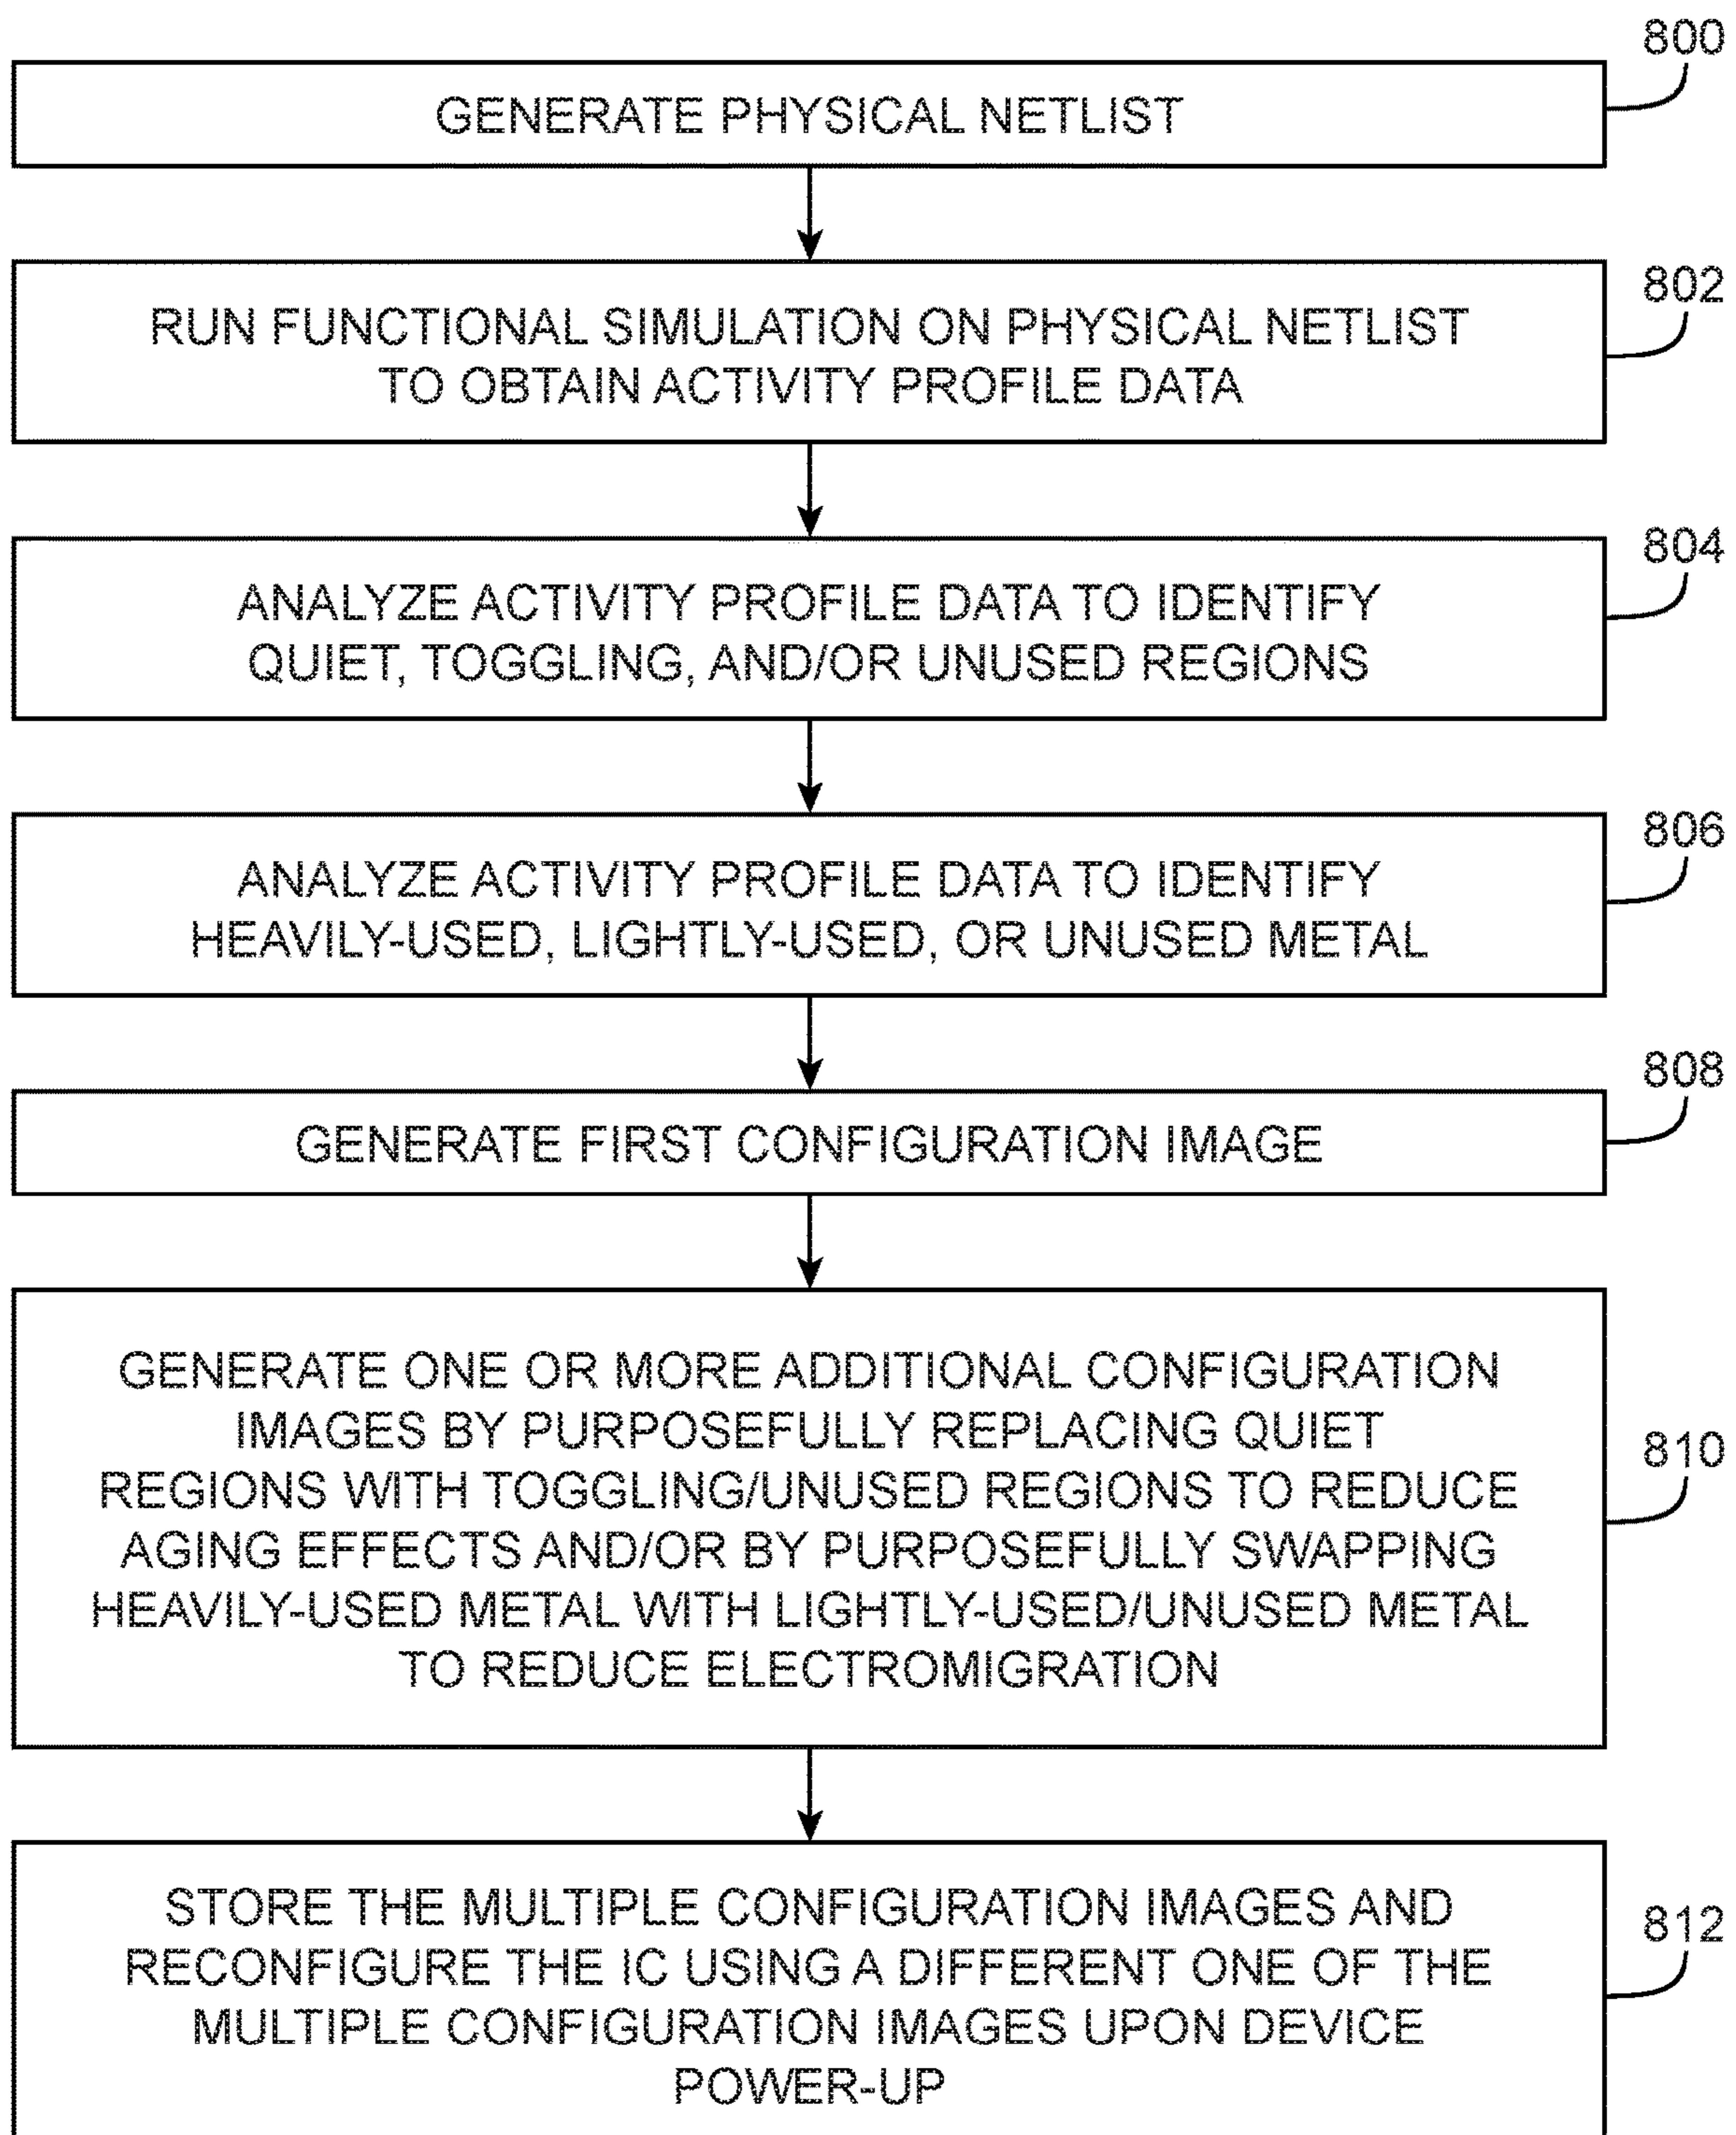 800
GENERATE PHYSICAL NETLIST
802
RUN FUNCTIONAL SIMULATION ON PHYSICAL NETLIST
TO OBTAIN ACTIVITY PROFILE DATA
804
ANALYZE ACTIVITY PROFILE DATA TO IDENTIFY
QUIET, TOGGLING, AND/OR UNUSED REGIONS
806
ANALYZE ACTIVITY PROFILE DATA TO IDENTIFY
HEAVILY-USED, LIGHTLY-USED, OR UNUSED METAL
808
GENERATE FIRST CONFIGURATION IMAGE
GENERATE ONE OR MORE ADDITIONAL CONFIGURATION
IMAGES BY PURPOSEFULLY REPLACING QUIET
REGIONS WITH TOGGLING/UNUSED REGIONS TO REDUCE
AGING EFFECTS AND/OR BY PURPOSEFULLY SWAPPING
HEAVILY-USED METAL WITH LIGHTLY-USED/UNUSED METAL
TO REDUCE ELECTROMIGRATION
810
STORE THE MULTIPLE CONFIGURATION IMAGES AND
RECONFIGURE THE IC USING A DIFFERENT ONE OF THE
MULTIPLE CONFIGURATION IMAGES UPON DEVICE
POWER-UP
812